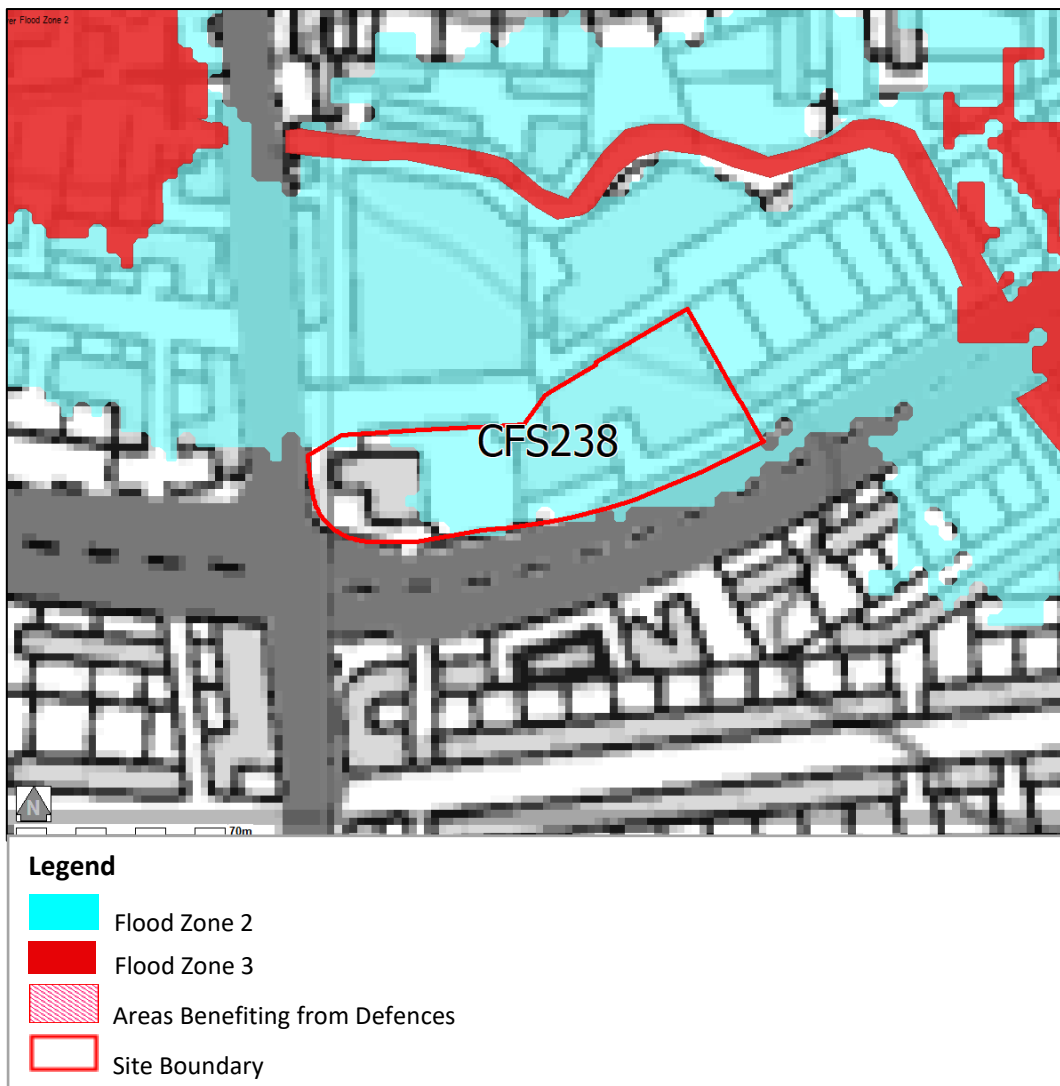 er Flood Zone 2
CFS238
N
70m
Legend
Flood Zone 2
Flood Zone 3
Areas Benefiting from Defences
Site Boundary